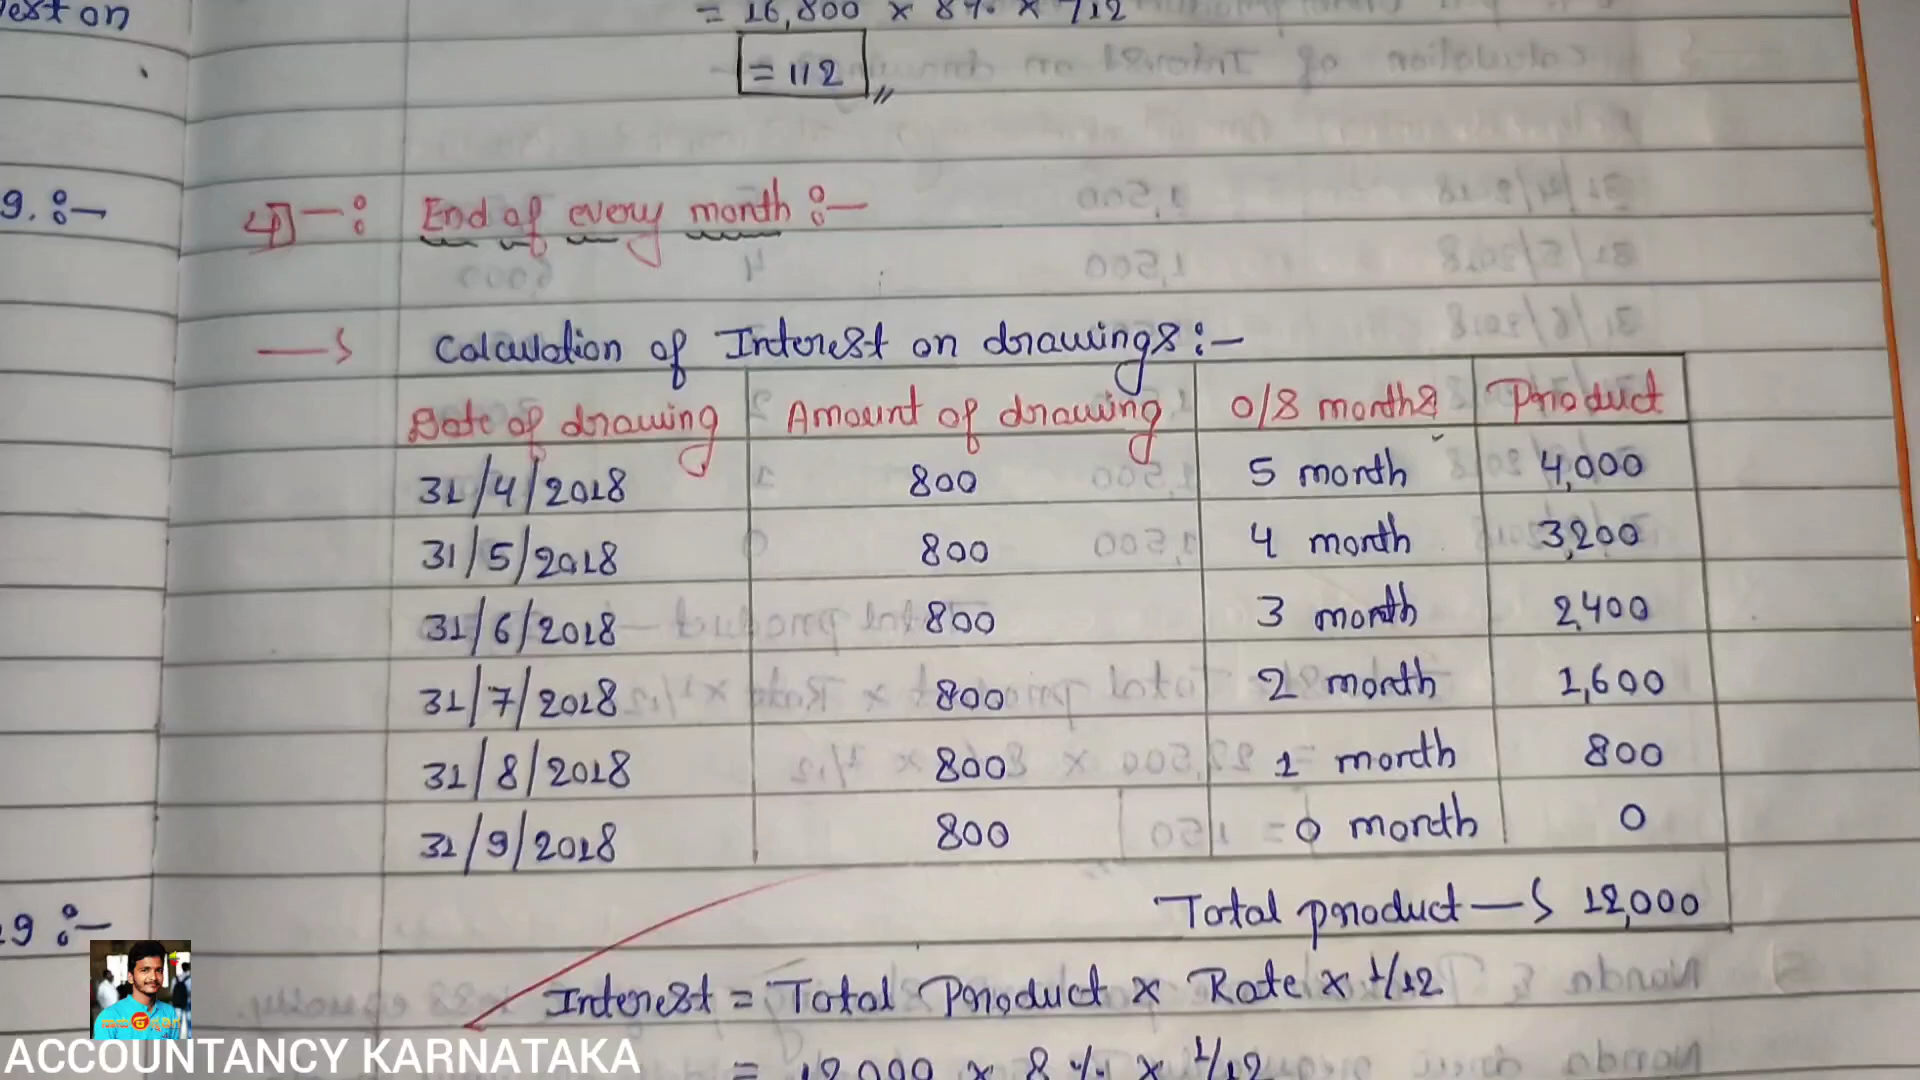 est on
= 16,800 × 8% × 1/12
= 112
9. :-
4] -: End of every month :-
Calculation of Interest on drawings :-
Date of drawing Amount of drawing O/S months Product
31/4/2018 800 5 month 4,000
31/5/2018 800 4 month 3,200
31/6/2018 800 3 month 2,400
31/7/2018 800 2 month 1,600
31/8/2018 800 1 month 800
31/9/2018 800 0 month 0
Total product 12,000
9 :-
Interest = Total Product × Rate × 1/12
= 12,000 × 8% × 1/12
ACCOUNTANCY KARNATAKA